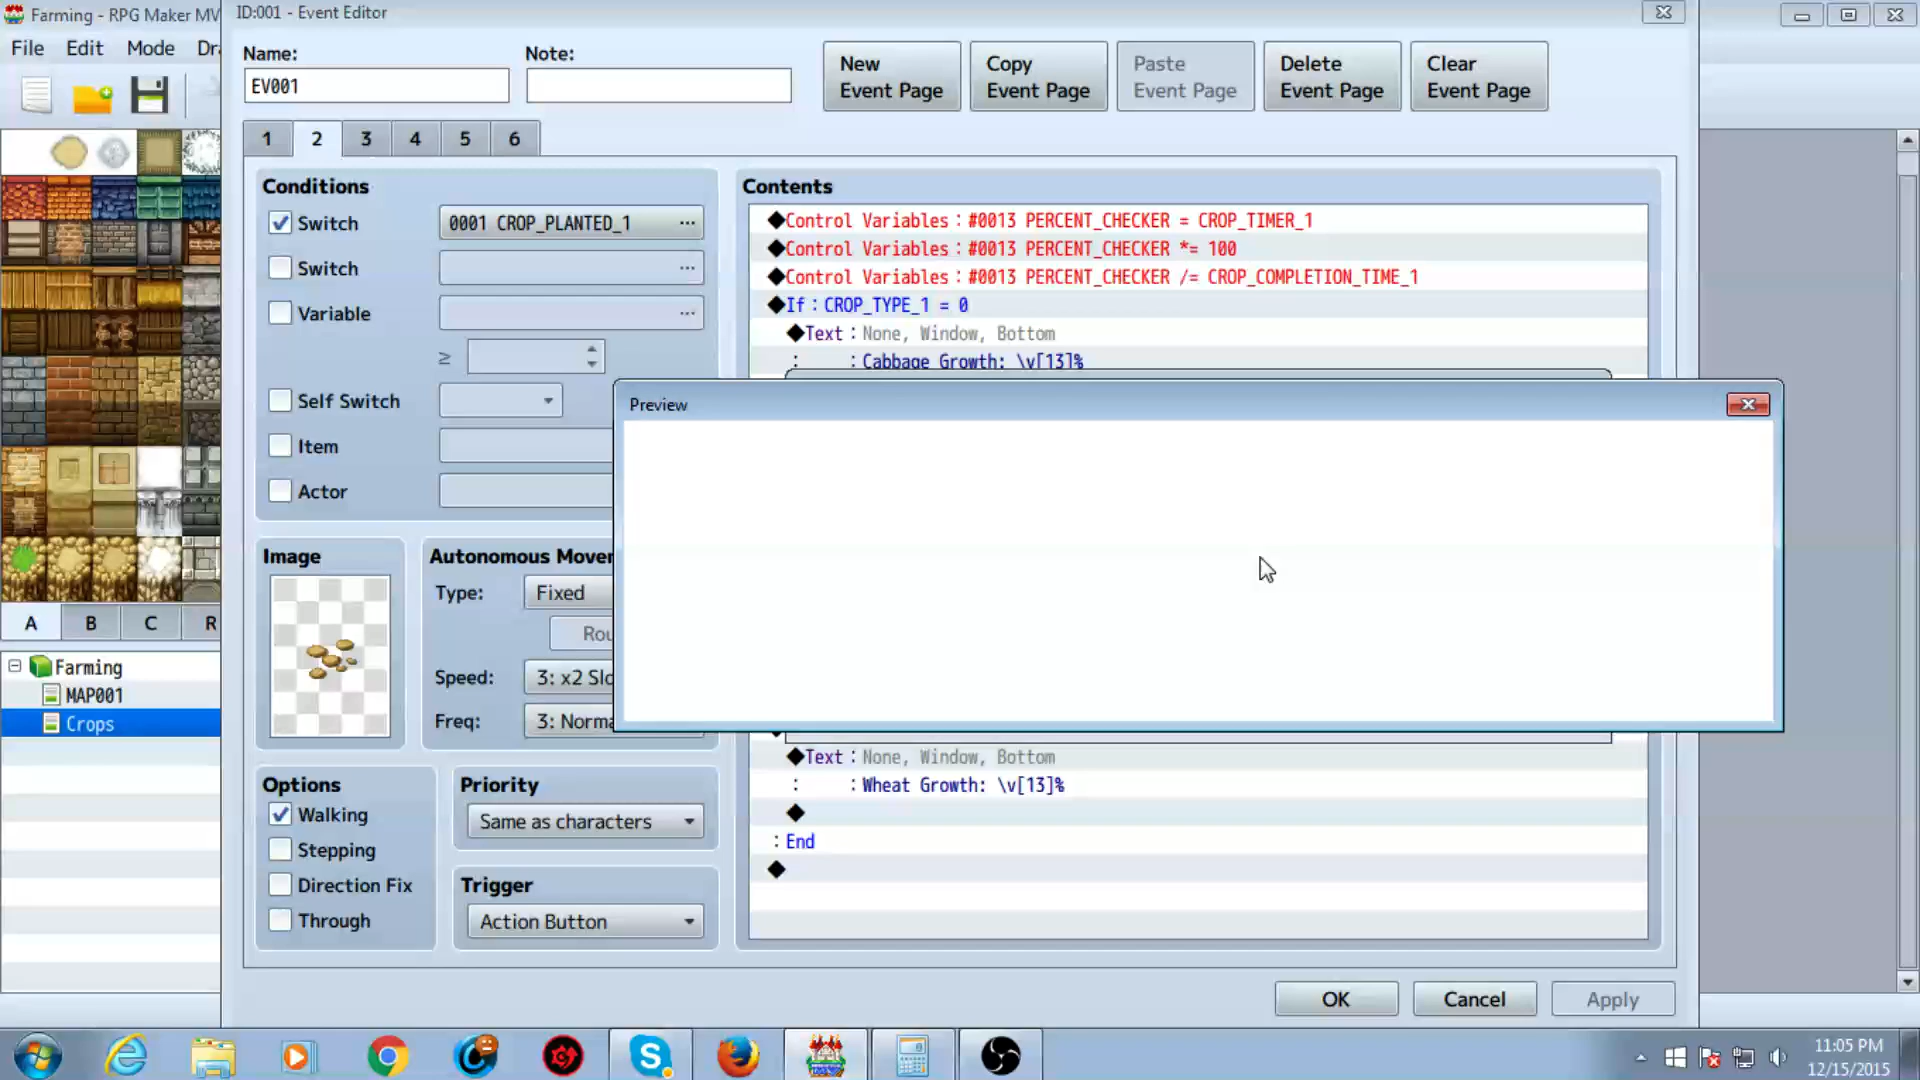 Farming - RPG Maker MV
ID:001 - Event Editor
File Edit Mode
Name:
EV001
Note:
New Event Page
Copy Event Page
Paste Event Page
Delete Event Page
Clear Event Page
1 2 3 4 5 6
Conditions
Switch 0001 CROP_PLANTED_1 ...
Switch ...
Variable ...
≥
Self Switch
Item
Actor
Contents
◆Control Variables : #0013 PERCENT_CHECKER = CROP_TIMER_1
◆Control Variables : #0013 PERCENT_CHECKER *= 100
◆Control Variables : #0013 PERCENT_CHECKER /= CROP_COMPLETION_TIME_1
◆If : CROP_TYPE_1 = 0
◆Text : None, Window, Bottom
: : Cabbage Growth: \v[13]%
Preview
Image
Type: Fixed
Speed: 3: x2
Freq: 3:
◆Text : None, Window, Bottom
: : Wheat Growth: \v[13]%
◆
: End
◆
Options
Walking
Stepping
Direction Fix
Through
Priority
Same as characters
Trigger
Action Button
A B C R
Farming
MAP001
Crops
OK Cancel Apply
11:05 PM
12/15/2015